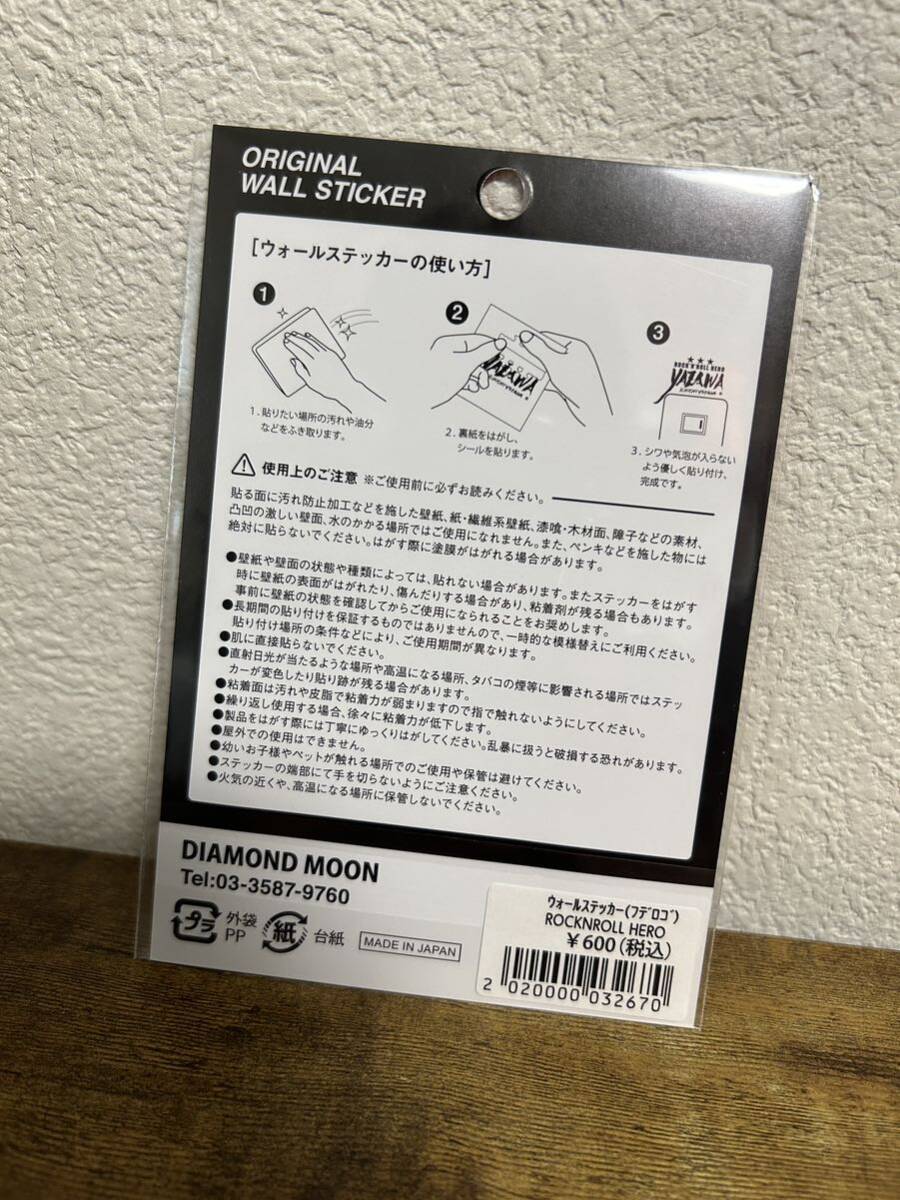 ORIGINAL
WALL STICKER
[ウォールステッカーの使い方]
1
2
3
YAZAWA
ROCK'N'ROLL HERO
YAZAWA
1. 貼りたい場所の汚れや油分
などをふき取ります。
2. 裏紙をはがし、
シールを貼ります。
3. シワや気泡が入らない
よう優しく貼り付け、
完成です。
使用上のご注意 ※ご使用前に必ずお読みください。
貼る面に汚れ防止加工などを施した壁紙、紙・繊維系壁紙、漆喰・木材面、障子などの素材、
凸凹の激しい壁面、水のかかる場所ではご使用になれません。また、ペンキなどを施した物には
絶対に貼らないでください。はがす際に塗膜がはがれる場合があります。
●壁紙や壁面の状態や種類によっては、貼れない場合があります。またステッカーをはがす
時に壁紙の表面がはがれたり、傷んだりする場合があり、粘着剤が残る場合もあります。
事前に壁紙の状態を確認してからご使用になられることをお奨めします。
●長期間の貼り付けを保証するものではありませんので、一時的な模様替えにご利用ください。
貼り付け場所の条件などにより、ご使用期間が異なります。
●肌に直接貼らないでください。
●直射日光が当たるような場所や高温になる場所、タバコの煙等に影響される場所ではステッ
カーが変色したり貼り跡が残る場合があります。
●粘着面は汚れや皮脂で粘着力が弱まりますので指で触れないようにしてください。
●繰り返し使用する場合、徐々に粘着力が低下します。
●製品をはがす際には丁寧にゆっくりはがしてください。乱暴に扱うと破損する恐れがあります。
●屋外での使用はできません。
●幼いお子様やペットが触れる場所でのご使用や保管は避けてください。
●ステッカーの端部にて手を切らないようにご注意ください。
●火気の近くや、高温になる場所に保管しないでください。
DIAMOND MOON
Tel:03-3587-9760
プラ
外袋
PP
紙
台紙
MADE IN JAPAN
ｳｫｰﾙｽﾃｯｶｰ(ﾌﾃﾞﾛｺﾞ)
ROCKNROLL HERO
¥600(税込)
2 020000 032670